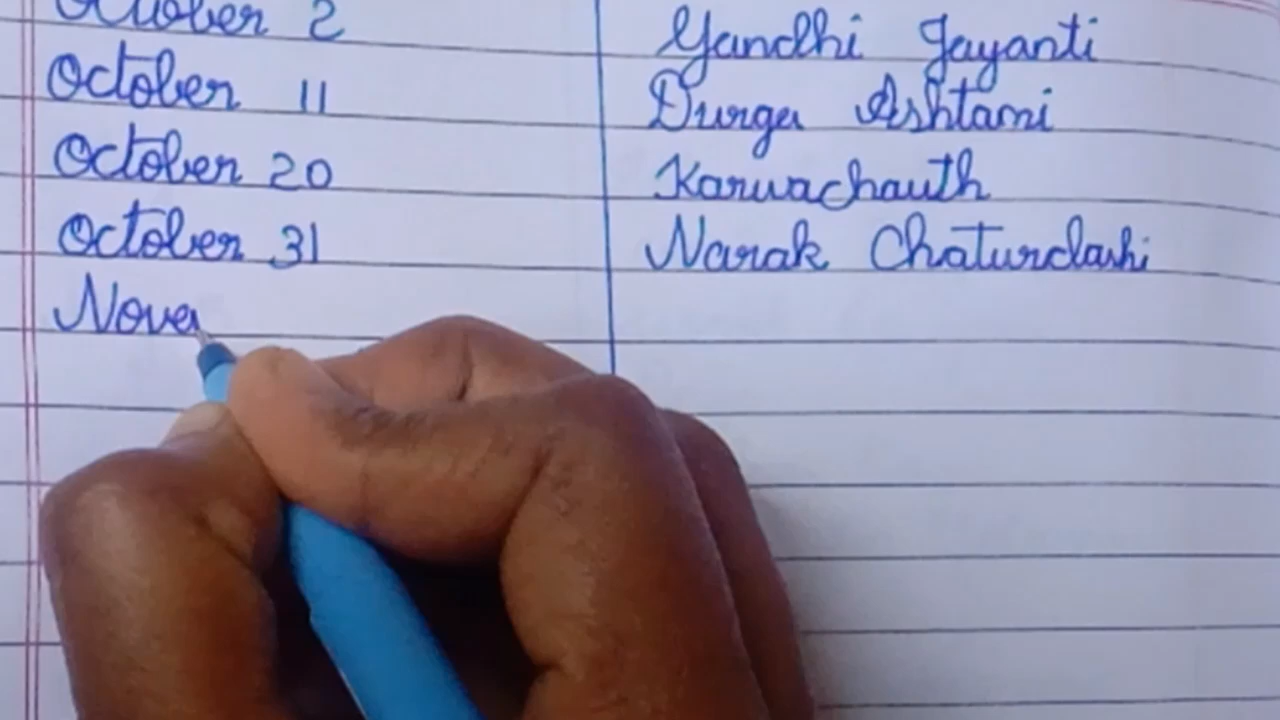 October 2 Gandhi Jayanti
October 11 Durga Ashtami
October 20 Karwachauth
October 31 Narak Chaturdashi
Nove